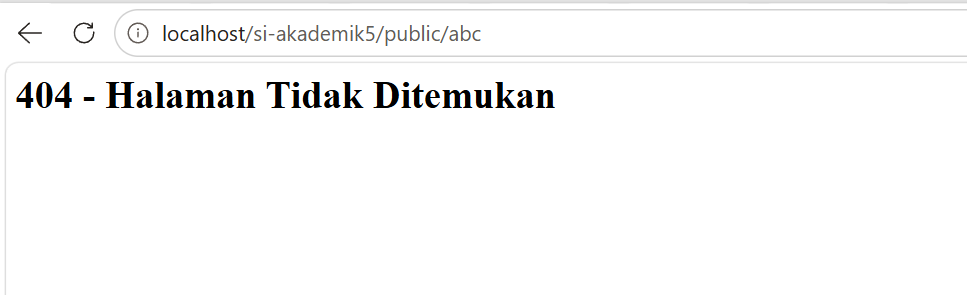 localhost/si-akademik5/public/abc
404 - Halaman Tidak Ditemukan